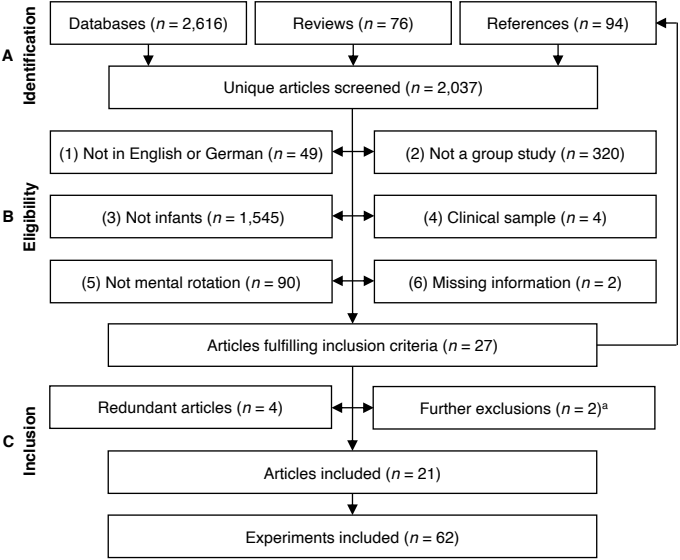 A
Identification
Databases (n = 2,616)
Reviews (n = 76)
References (n = 94)
Unique articles screened (n = 2,037)
B
Eligibility
(1) Not in English or German (n = 49)
(2) Not a group study (n = 320)
(3) Not infants (n = 1,545)
(4) Clinical sample (n = 4)
(5) Not mental rotation (n = 90)
(6) Missing information (n = 2)
Articles fulfilling inclusion criteria (n = 27)
C
Inclusion
Redundant articles (n = 4)
Further exclusions (n = 2)ᵃ
Articles included (n = 21)
Experiments included (n = 62)